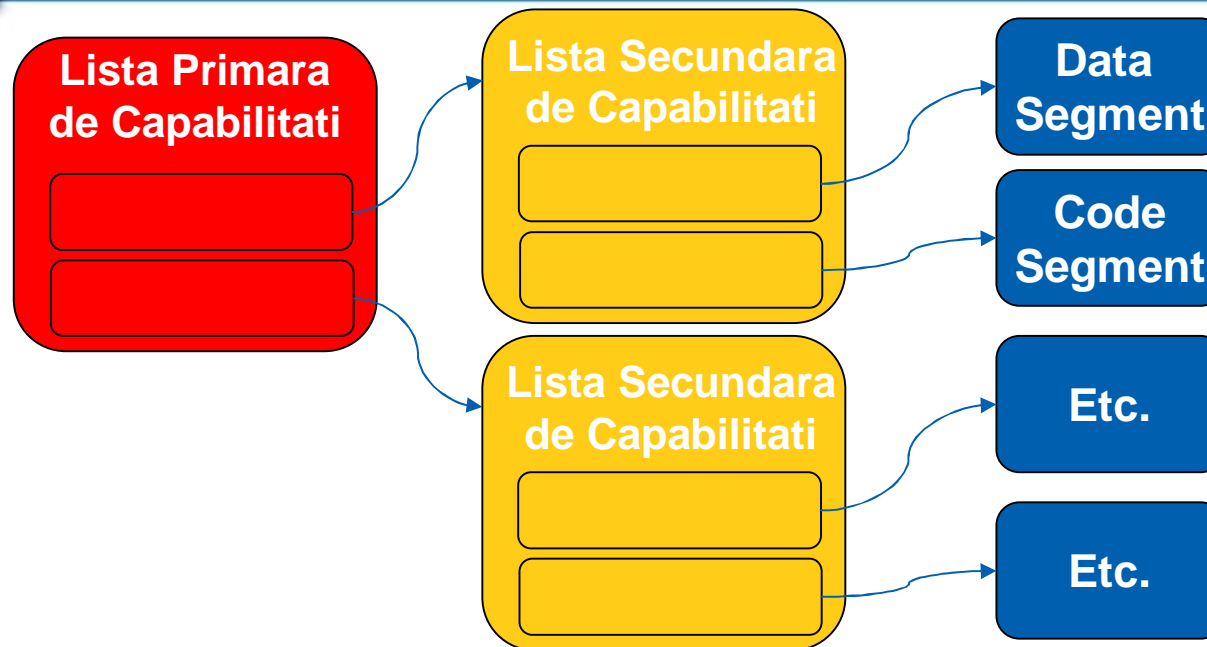 Lista Primara
de Capabilitati
Lista Secundara
de Capabilitati
Data
Segment
Code
Segment
Lista Secundara
de Capabilitati
Etc.
Etc.